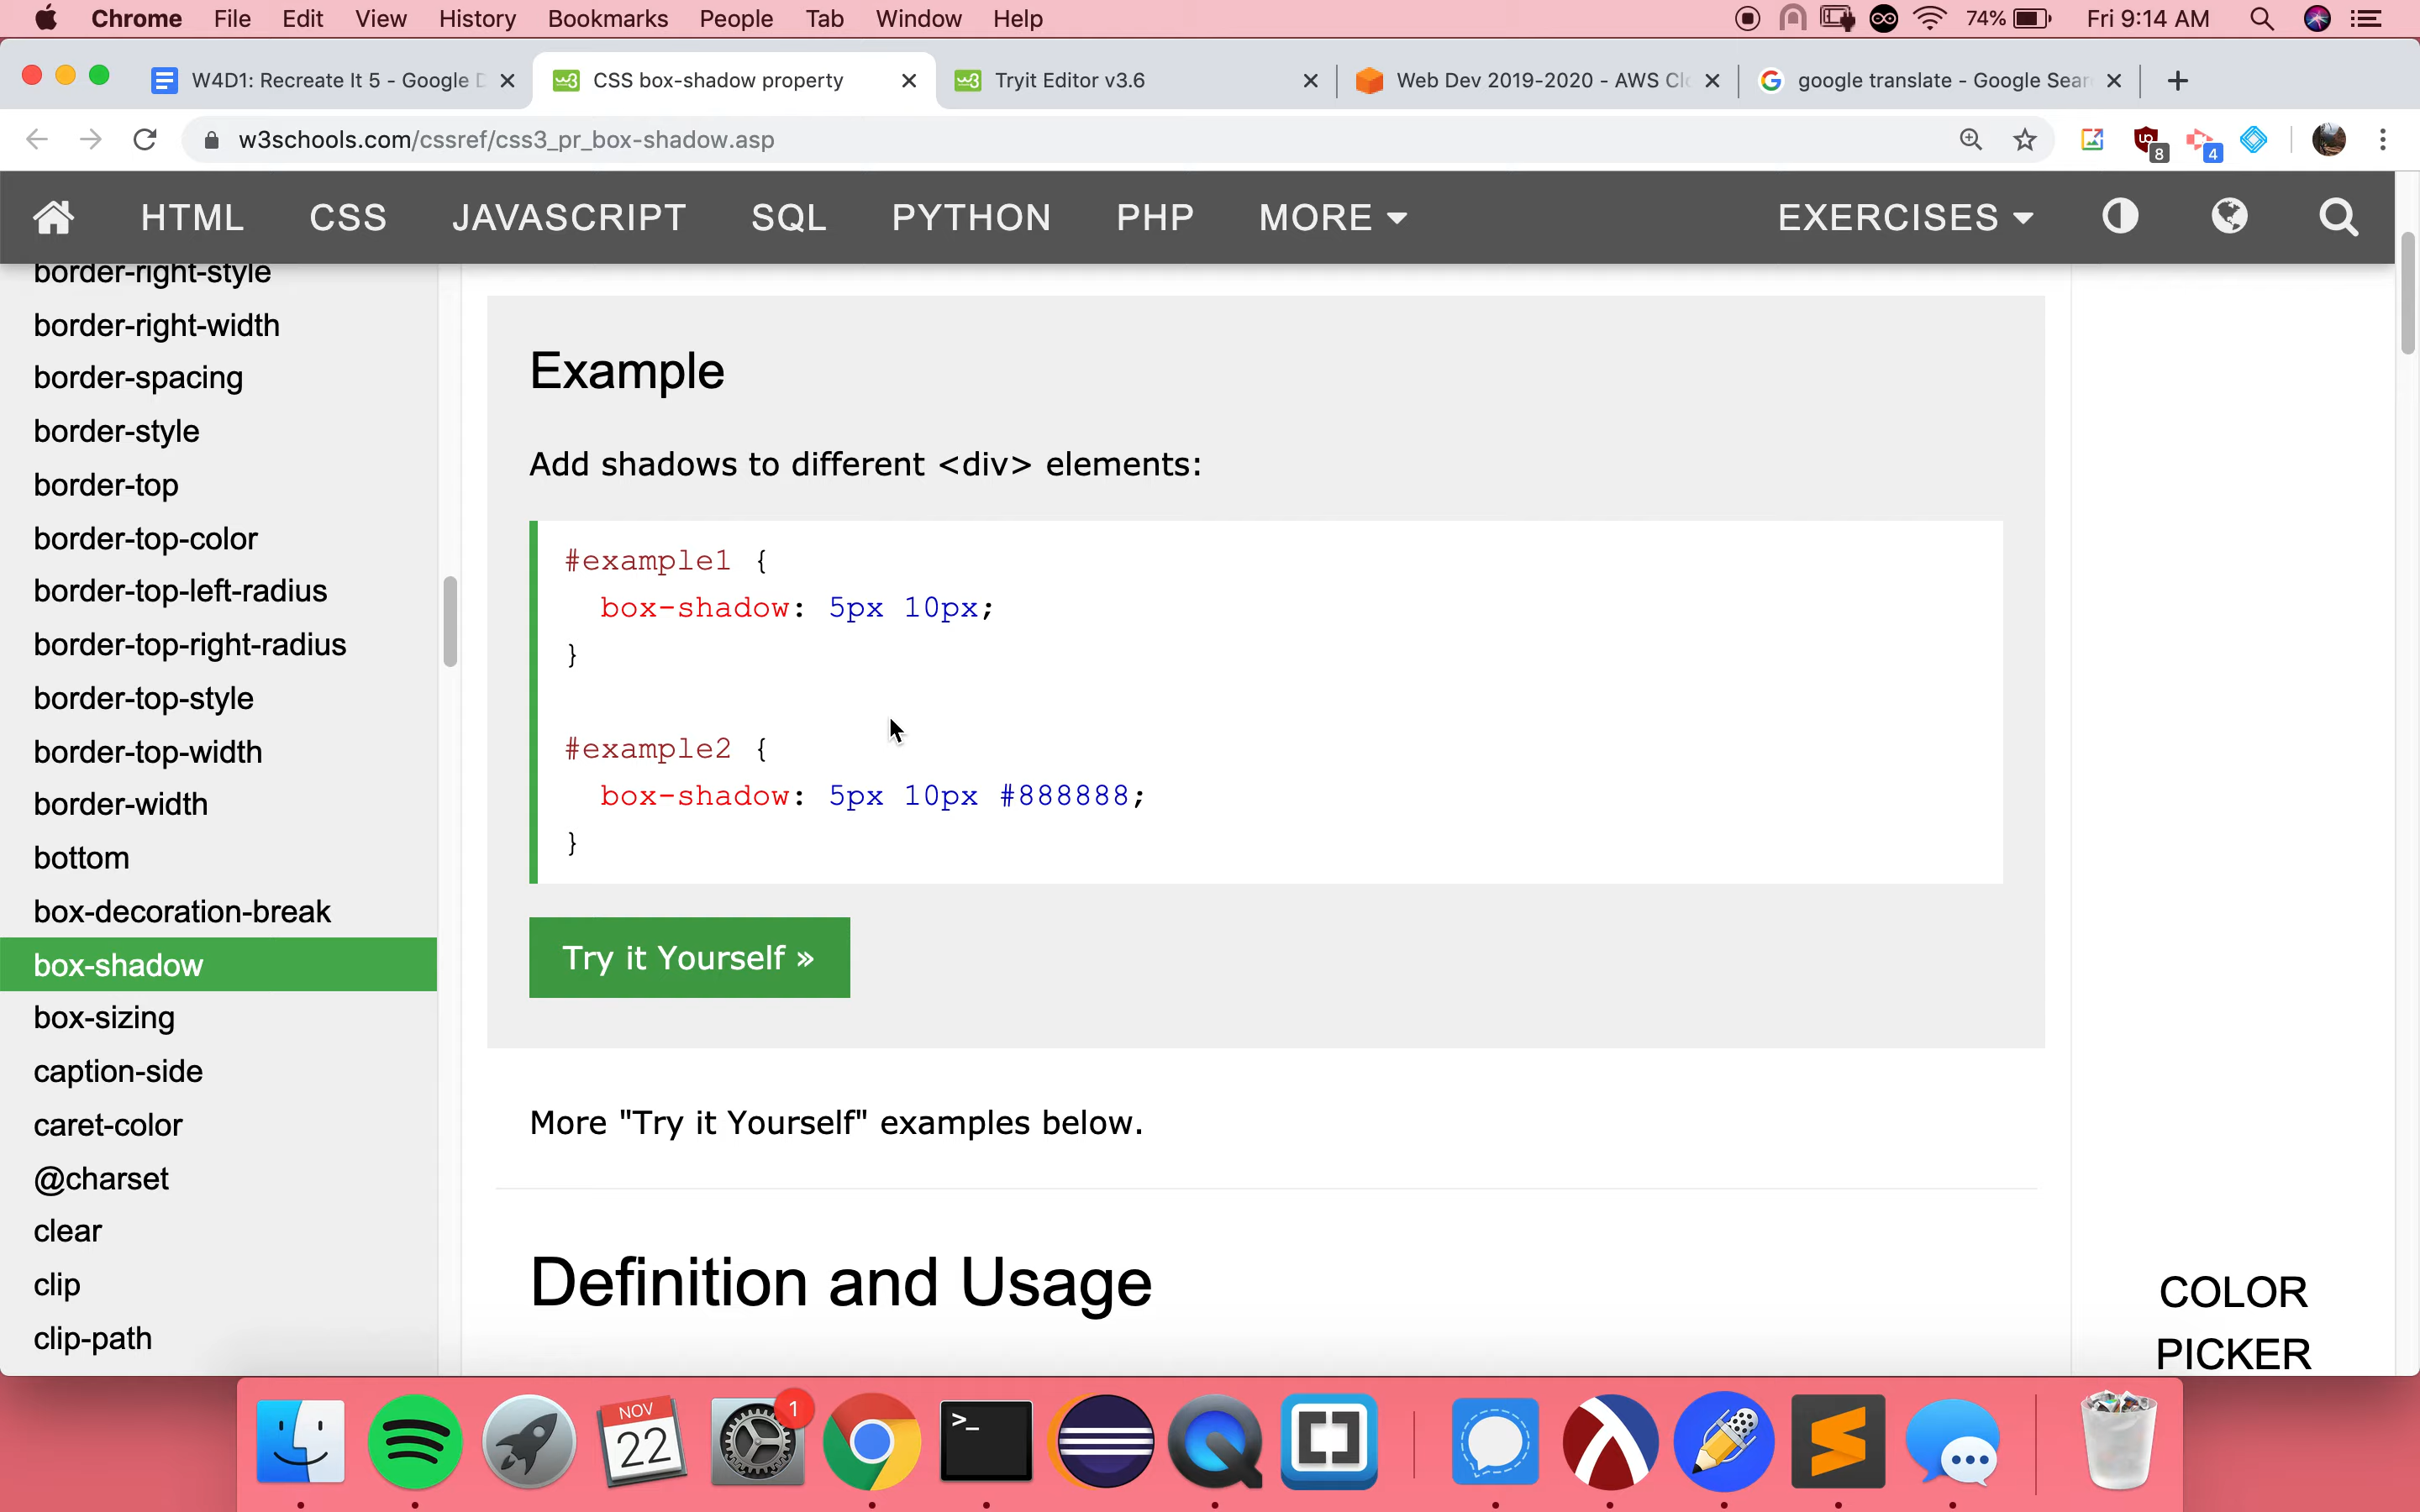 Chrome File Edit View History Bookmarks People Tab Window Help 74% Fri 9:14 AM
W4D1: Recreate It 5 - Google D CSS box-shadow property Tryit Editor v3.6 Web Dev 2019-2020 - AWS Clo google translate - Google Sear
w3schools.com/cssref/css3_pr_box-shadow.asp 8 4
HTML CSS JAVASCRIPT SQL PYTHON PHP MORE EXERCISES
border-right-style
border-right-width
border-spacing
border-style
border-top
border-top-color
border-top-left-radius
border-top-right-radius
border-top-style
border-top-width
border-width
bottom
box-decoration-break
box-shadow
box-sizing
caption-side
caret-color
@charset
clear
clip
clip-path
Example
Add shadows to different <div> elements:
#example1 {
box-shadow: 5px 10px;
}
#example2 {
box-shadow: 5px 10px #888888;
}
Try it Yourself »
More "Try it Yourself" examples below.
Definition and Usage
COLOR
PICKER
NOV
22
1
>_